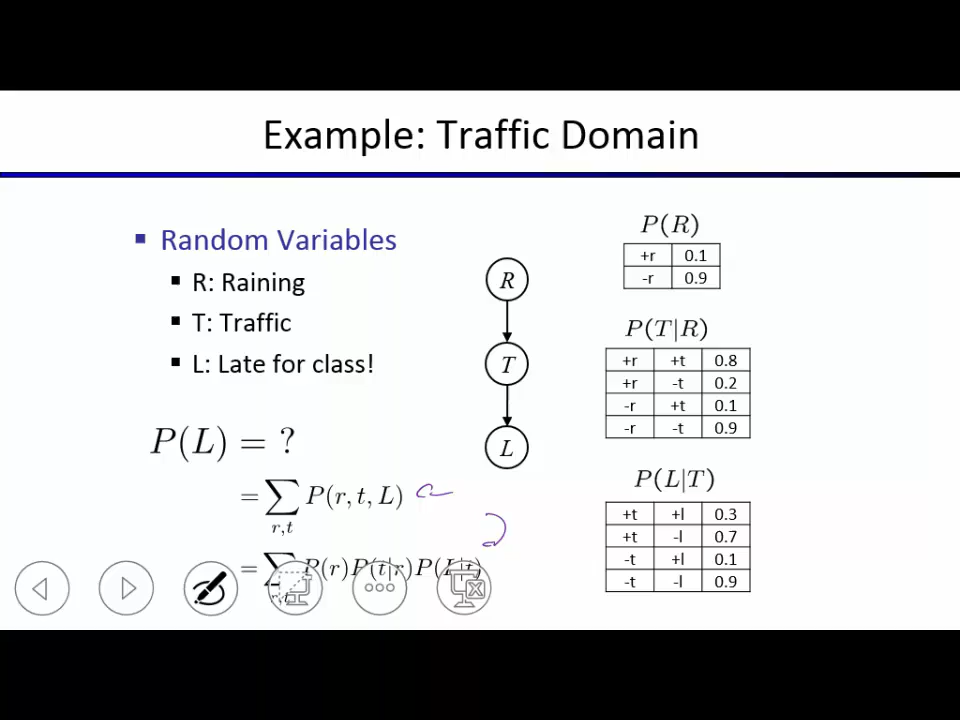 Example: Traffic Domain
▪ Random Variables
▪ R: Raining
▪ T: Traffic
▪ L: Late for class!
P(L) = ?
= ∑ P(r, t, L)
r,t
= ∑ P(r)P(t|r)P(L|t)
r,t
R
T
L
P(R)
+r 0.1
-r 0.9
P(T|R)
+r +t 0.8
+r -t 0.2
-r +t 0.1
-r -t 0.9
P(L|T)
+t +l 0.3
+t -l 0.7
-t +l 0.1
-t -l 0.9